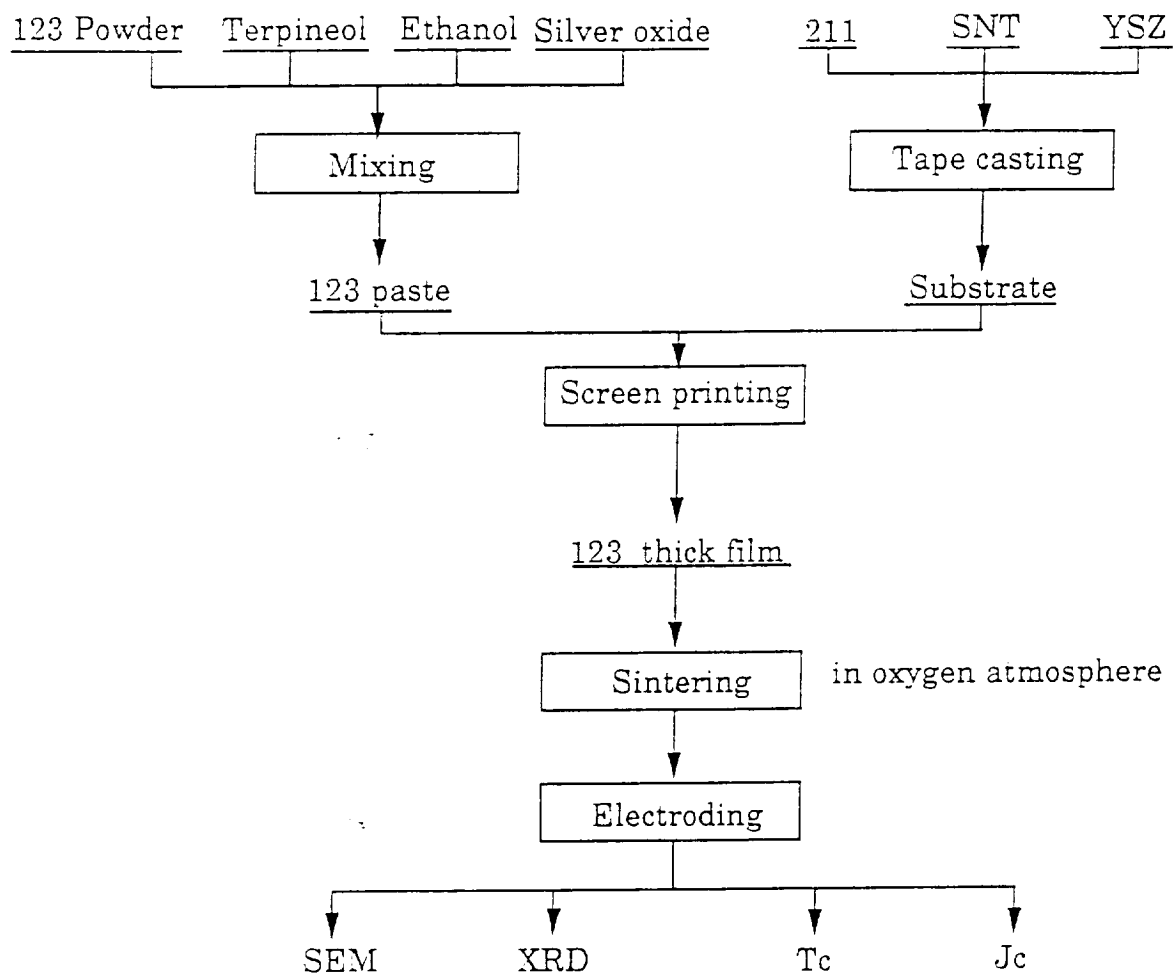 123 Powder Terpineol Ethanol Silver oxide 211 SNT YSZ
Mixing Tape casting
123 paste Substrate
Screen printing
123 thick film
Sintering in oxygen atmosphere
Electroding
SEM XRD Tc Jc